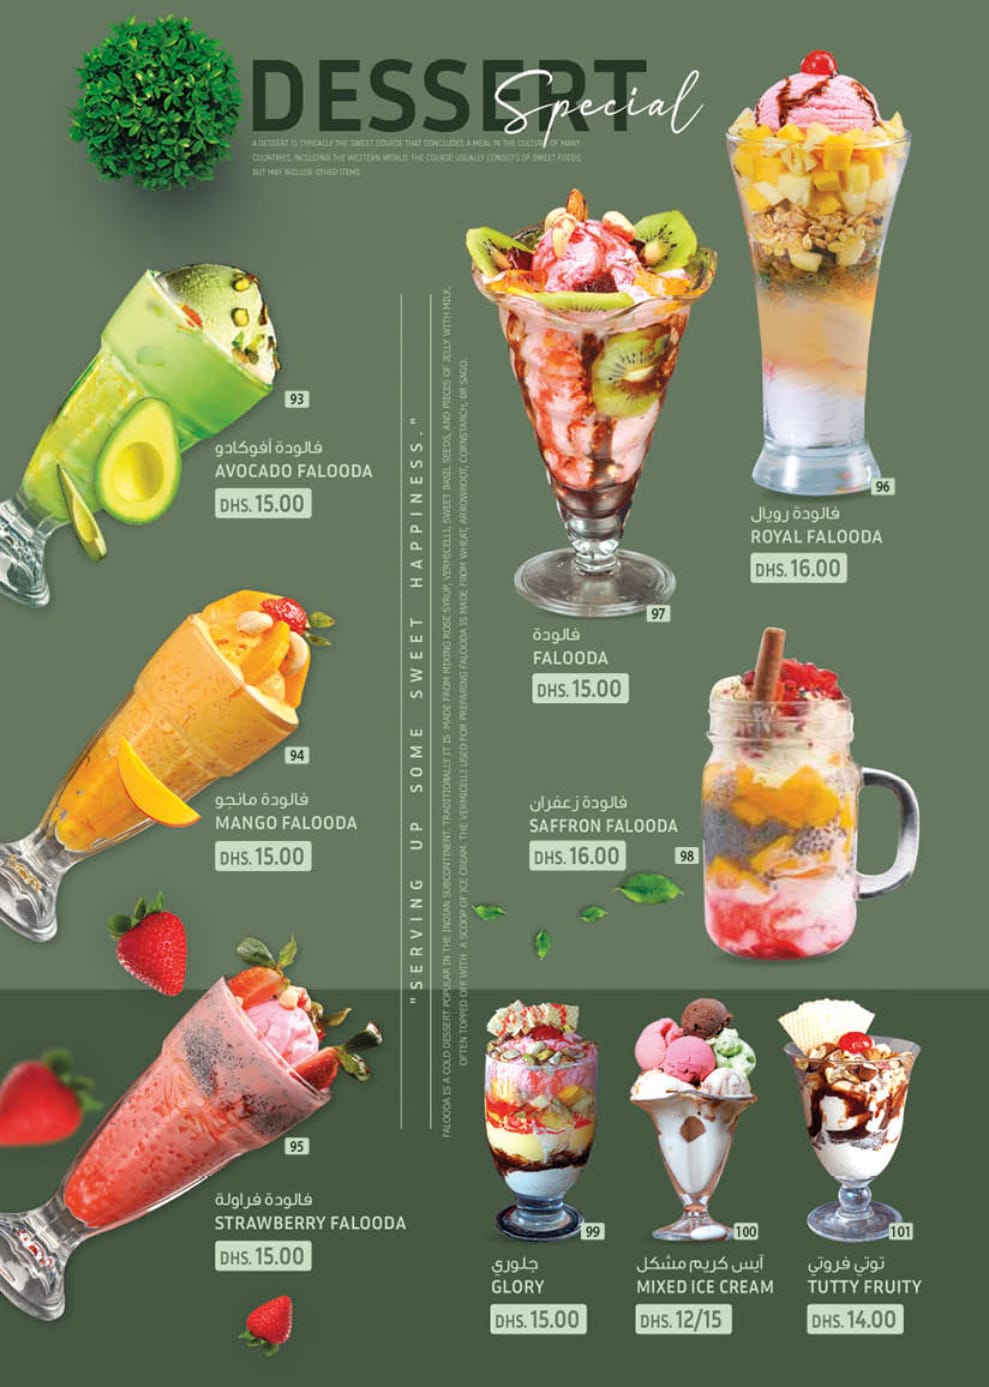 DESSERT
Special
A DESSERT IS TYPICALLY THE SWEET COURSE THAT CONCLUDES A MEAL IN THE CULTURE OF MANY
COUNTRIES, INCLUDING THE WESTERN WORLD. THE COURSE USUALLY CONSISTS OF SWEET FOODS,
BUT MAY INCLUSE OTHER ITEMS.
93
فالودة أفوكادو
AVOCADO FALOODA
DHS. 15.00
94
فالودة مانجو
MANGO FALOODA
DHS. 15.00
95
فالودة فراولة
STRAWBERRY FALOODA
DHS. 15.00
"SERVING UP SOME SWEET HAPPINESS."
FALOODA IS A COLD DESSERT POPULAR IN THE INDIAN SUBCONTINENT. TRADITIONALLY IT IS MADE FROM MIXING ROSE SYRUP, VERMICELLI, SWEET BASIL SEEDS, AND PIECES OF JELLY WITH MILK,
OFTEN TOPPED OFF WITH A SCOOP OF ICE CREAM. THE VERMICELLI USED FOR PREPARING FALOODA IS MADE FROM WHEAT, ARROWROOT, CORNSTARCH, OR SAGO.
96
فالودة رويال
ROYAL FALOODA
DHS. 16.00
97
فالودة
FALOODA
DHS. 15.00
فالودة زعفران
SAFFRON FALOODA
DHS. 16.00
98
99
جلوري
GLORY
DHS. 15.00
100
آيس كريم مشكل
MIXED ICE CREAM
DHS. 12/15
101
توتي فروتي
TUTTY FRUITY
DHS. 14.00